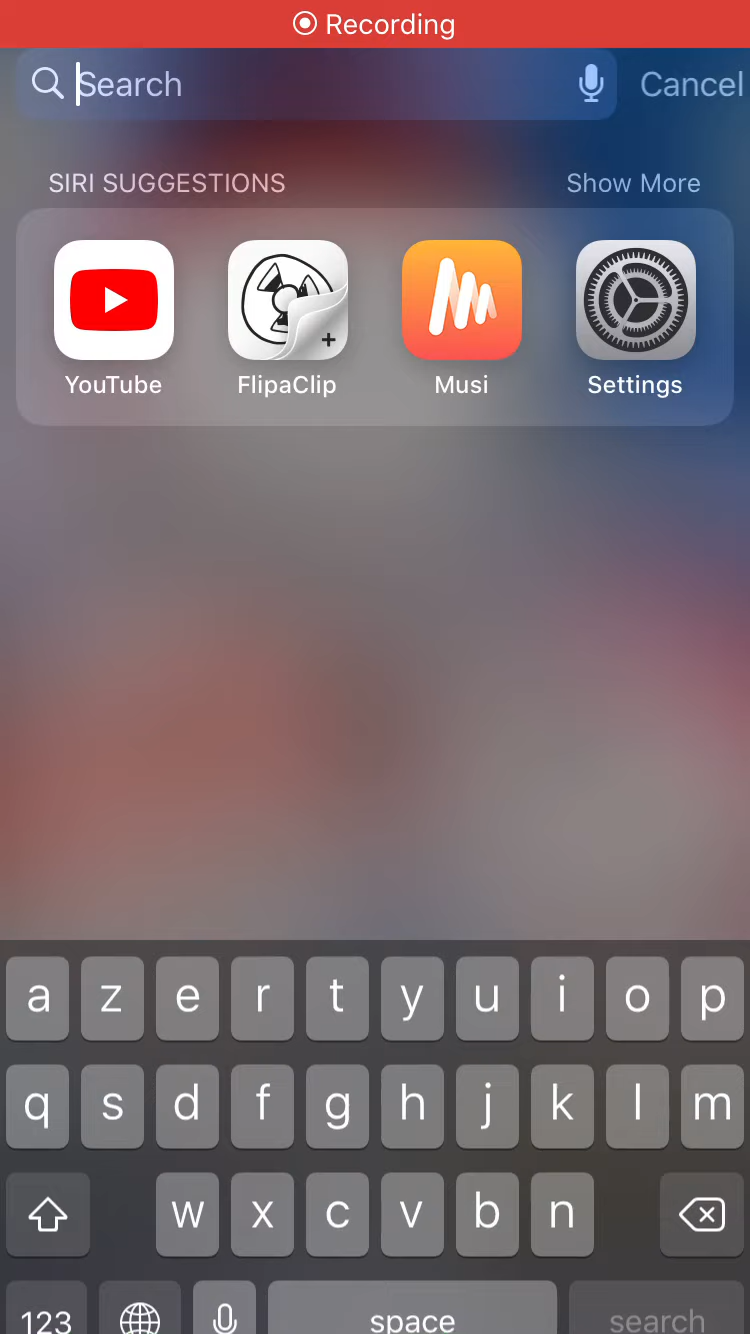 Recording
Search
Cancel
SIRI SUGGESTIONS
Show More
YouTube
FlipaClip
Musi
Settings
a z e r t y u i o p
q s d f g h j k l m
w x c v b n
123
space
search